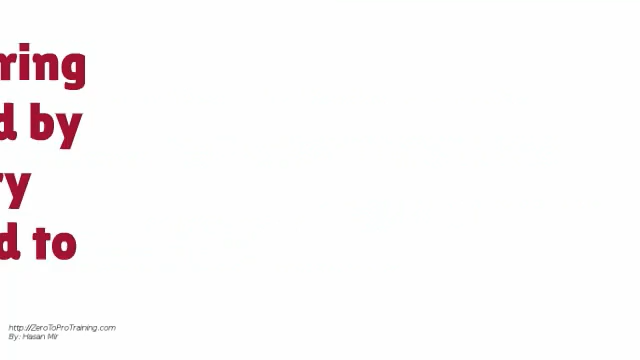 ring
d by
ry
d to
http://ZeroToProTraining.com
By: Hasan Mir